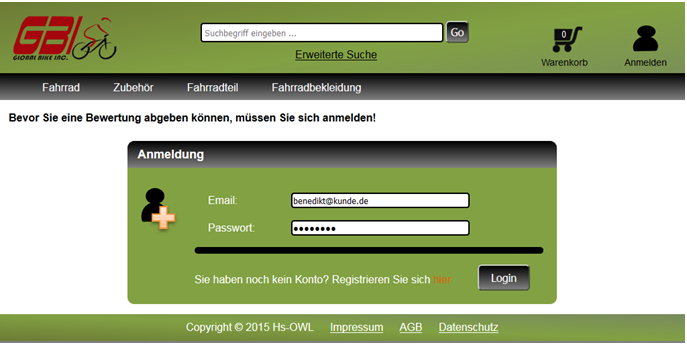 GBI
GLOBAL BIKE INC.
Suchbegriff eingeben ...
Go
Erweiterte Suche
0
Warenkorb
Anmelden
Fahrrad Zubehör Fahrradteil Fahrradbekleidung
Bevor Sie eine Bewertung abgeben können, müssen Sie sich anmelden!
Anmeldung
Email: benedikt@kunde.de
Passwort: ●●●●●●●●
Sie haben noch kein Konto? Registrieren Sie sich hier
Login
Copyright © 2015 Hs-OWL Impressum AGB Datenschutz